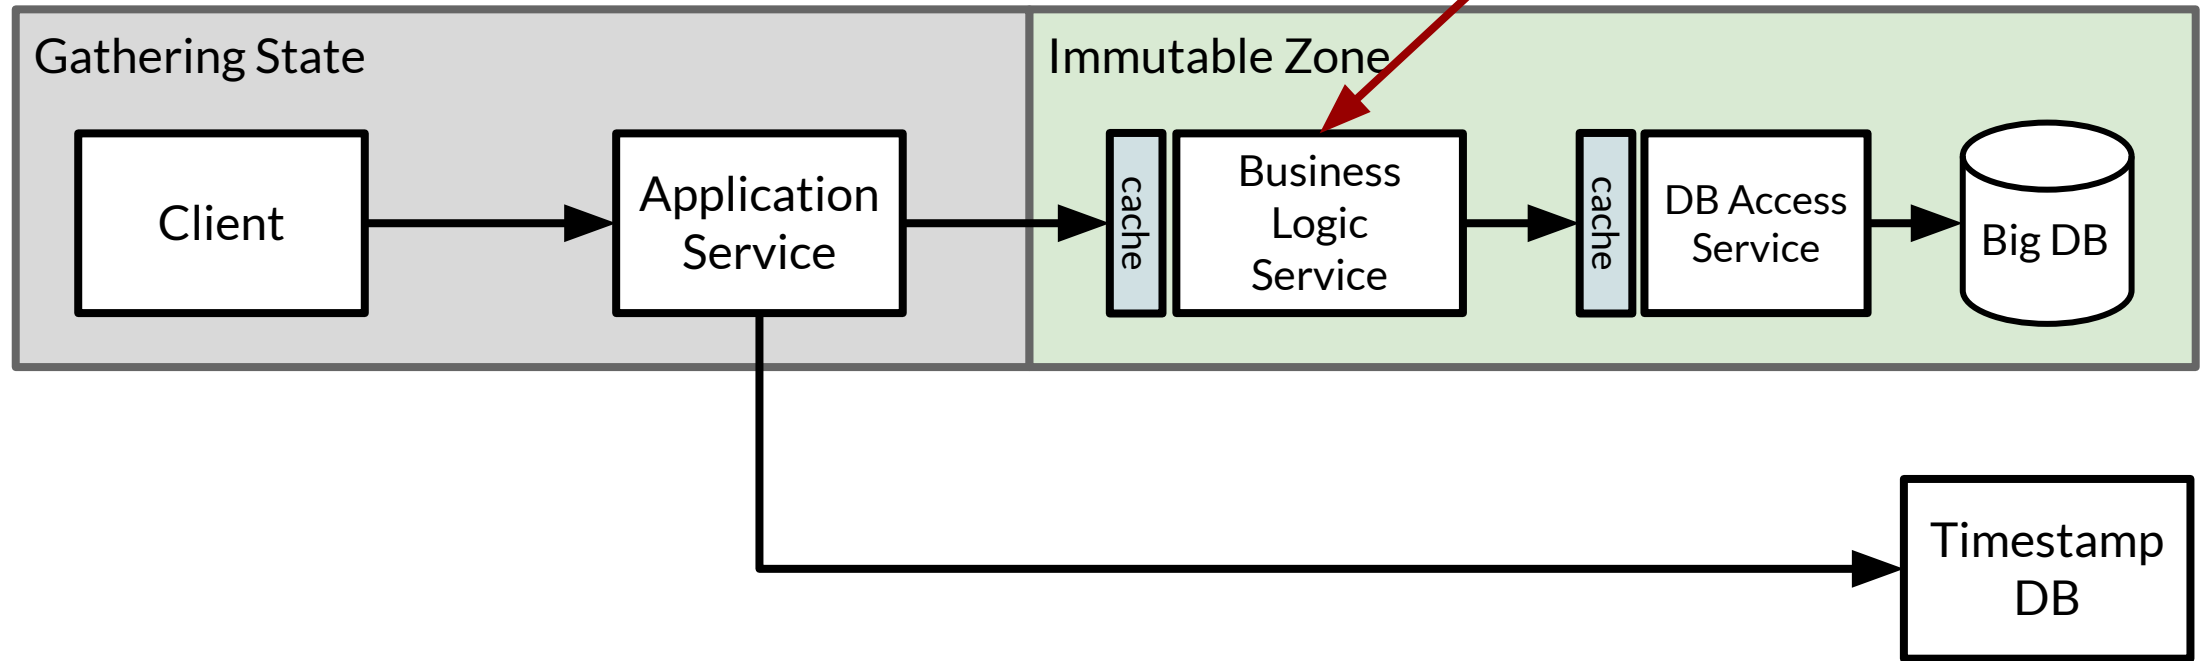 Gathering State
Immutable Zone
Client
Application
Service
cache
Business
Logic
Service
cache
DB Access
Service
Big DB
Timestamp
DB